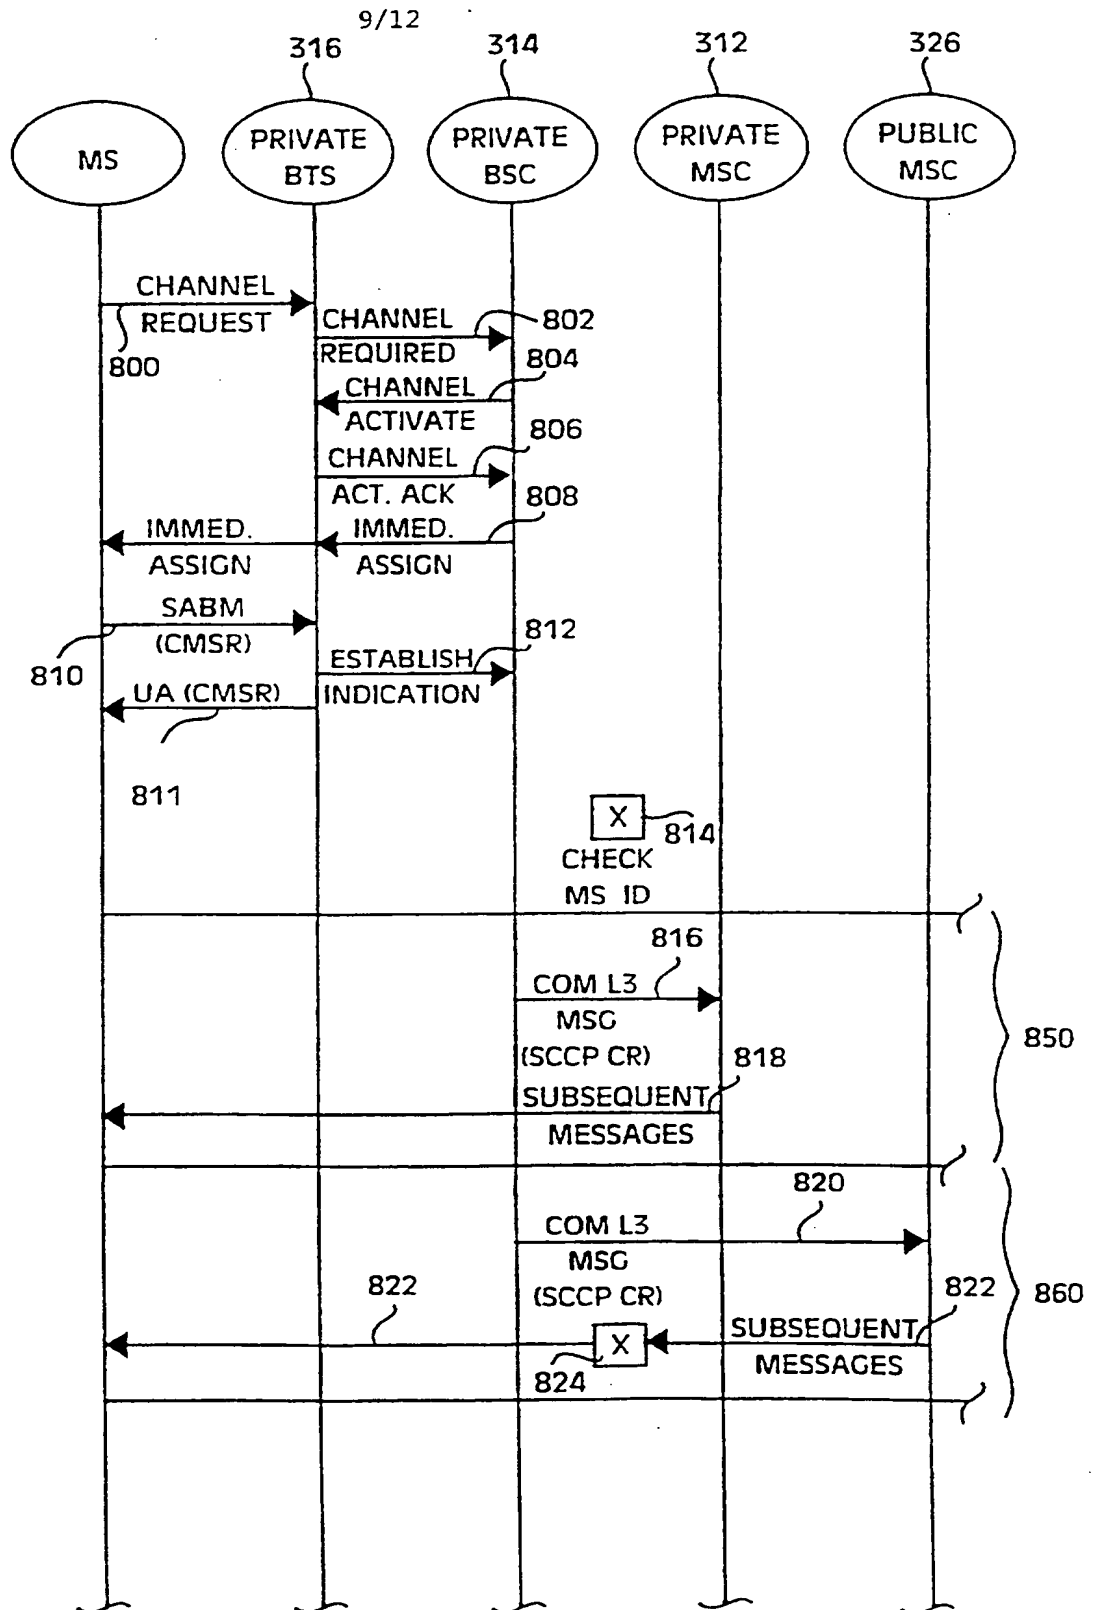 9/12
316
314
312
326
MS
PRIVATE
BTS
PRIVATE
BSC
PRIVATE
MSC
PUBLIC
MSC
CHANNEL
REQUEST
800
CHANNEL
REQUIRED
802
CHANNEL
ACTIVATE
804
CHANNEL
ACT. ACK
806
IMMED.
ASSIGN
IMMED.
ASSIGN
808
SABM
(CMSR)
810
ESTABLISH
INDICATION
812
UA (CMSR)
811
X
814
CHECK
MS ID
816
COM L3
MSG
(SCCP CR)
818
SUBSEQUENT
MESSAGES
850
820
COM L3
MSG
(SCCP CR)
822
822
SUBSEQUENT
MESSAGES
X
824
860